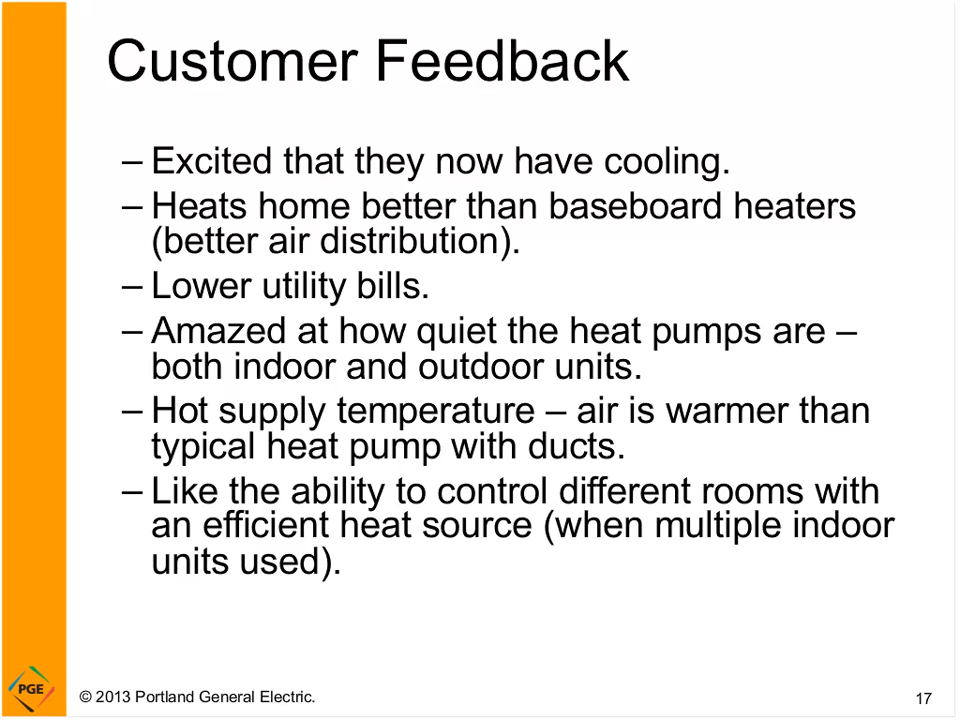 Customer Feedback
– Excited that they now have cooling.
– Heats home better than baseboard heaters
(better air distribution).
– Lower utility bills.
– Amazed at how quiet the heat pumps are –
both indoor and outdoor units.
– Hot supply temperature – air is warmer than
typical heat pump with ducts.
– Like the ability to control different rooms with
an efficient heat source (when multiple indoor
units used).
PGE
© 2013 Portland General Electric.
17